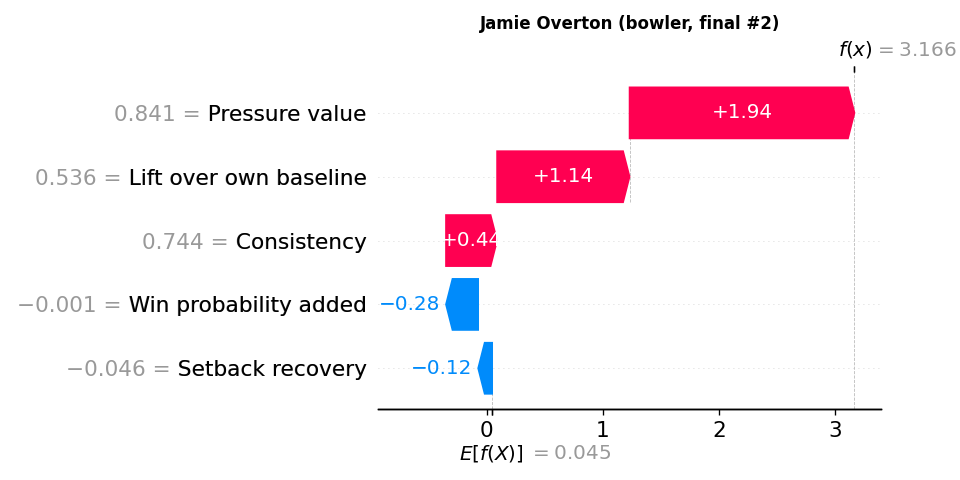 Jamie Overton (bowler, final #2)
f(x) = 3.166
0.841 = Pressure value
+1.94
0.536 = Lift over own baseline
+1.14
0.744 = Consistency
+0.44
−0.001 = Win probability added
−0.28
−0.046 = Setback recovery
−0.12
0 1 2 3
E[f(X)] = 0.045